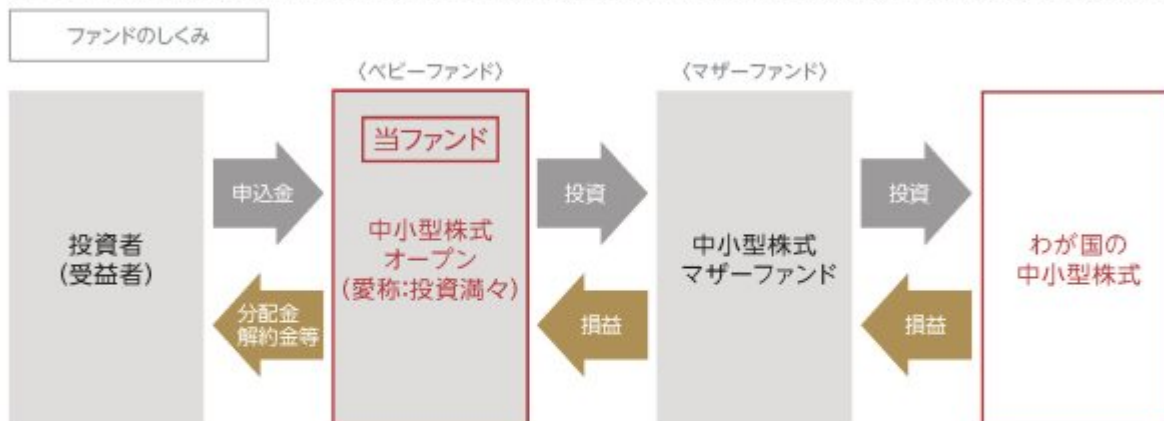 ファンドのしくみ
〈ベビーファンド〉
〈マザーファンド〉
投資者
(受益者)
申込金
分配金
解約金等
当ファンド
中小型株式
オープン
(愛称:投資満々)
投資
損益
中小型株式
マザーファンド
投資
損益
わが国の
中小型株式